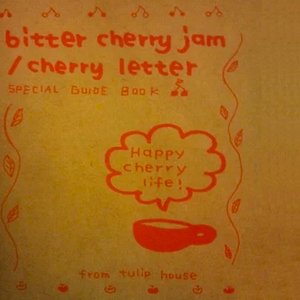 bitter cherry jam
/cherry letter
SPECIAL GUIDE BOOK
Happy
cherry
life!
from tulip house